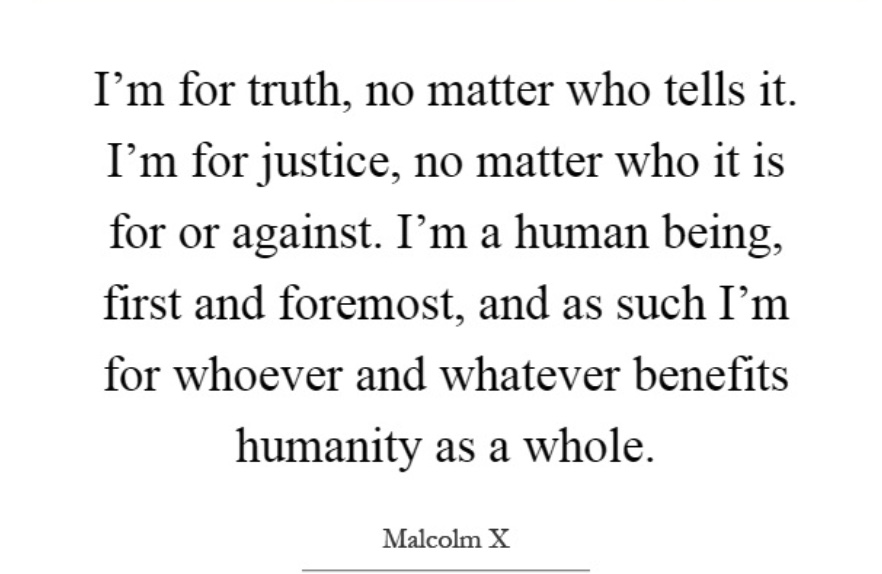 I’m for truth, no matter who tells it.
I’m for justice, no matter who it is
for or against. I’m a human being,
first and foremost, and as such I’m
for whoever and whatever benefits
humanity as a whole.
Malcolm X